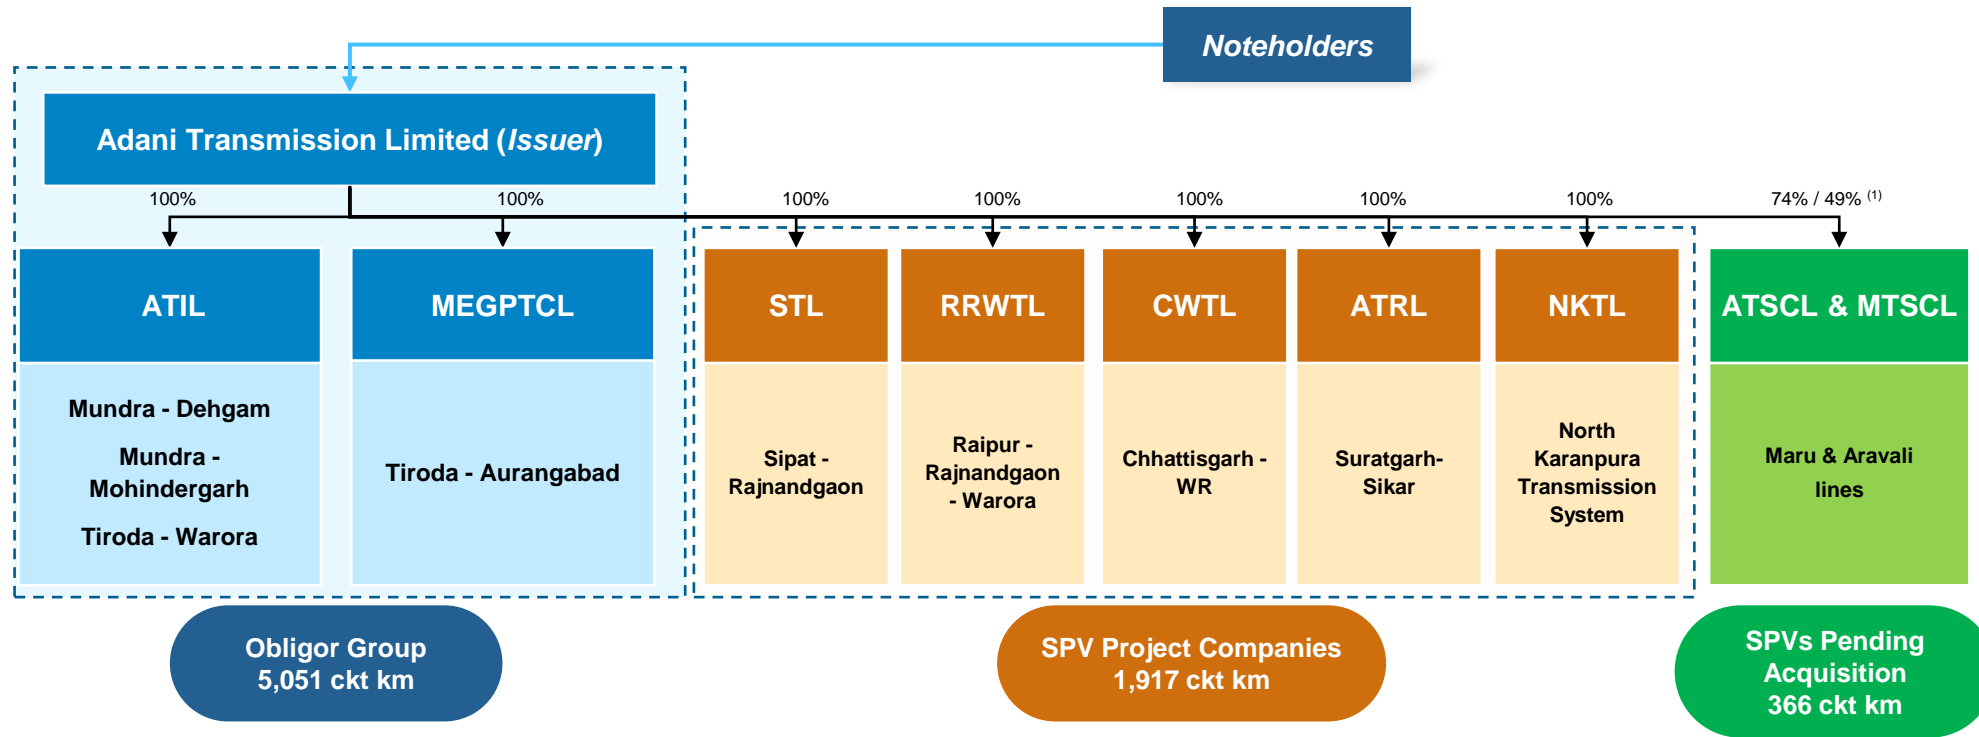 Noteholders
Adani Transmission Limited (Issuer)
100%
100%
100%
100%
100%
100%
100%
74% / 49% (1)
ATIL
MEGPTCL
STL
RRWTL
CWTL
ATRL
NKTL
ATSCL & MTSCL
Mundra - Dehgam
Mundra -
Mohindergarh
Tiroda - Warora
Tiroda - Aurangabad
Sipat -
Rajnandgaon
Raipur -
Rajnandgaon
- Warora
Chhattisgarh -
WR
Suratgarh-
Sikar
North
Karanpura
Transmission
System
Maru & Aravali
lines
Obligor Group
5,051 ckt km
SPV Project Companies
1,917 ckt km
SPVs Pending
Acquisition
366 ckt km